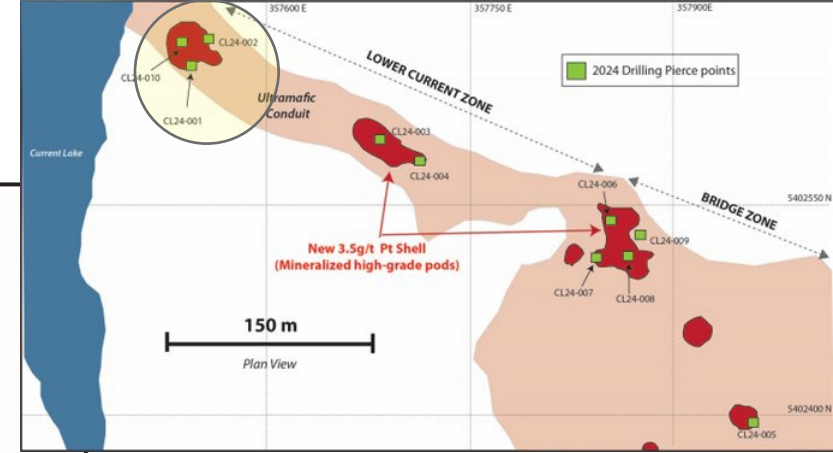 357600 E
357750 E
357900E
CL24-002
LOWER CURRENT ZONE
2024 Drilling Pierce points
CL24-010
Ultramafic
Conduit
CL24-001
CL24-003
Current Lake
CL24-004
CL24-006
BRIDGE ZONE
5402550 N
New 3.5g/t Pt Shell
(Mineralized high-grade pods)
CL24-009
CL24-007
CL24-008
150 m
Plan View
5402400 N
CL24-005